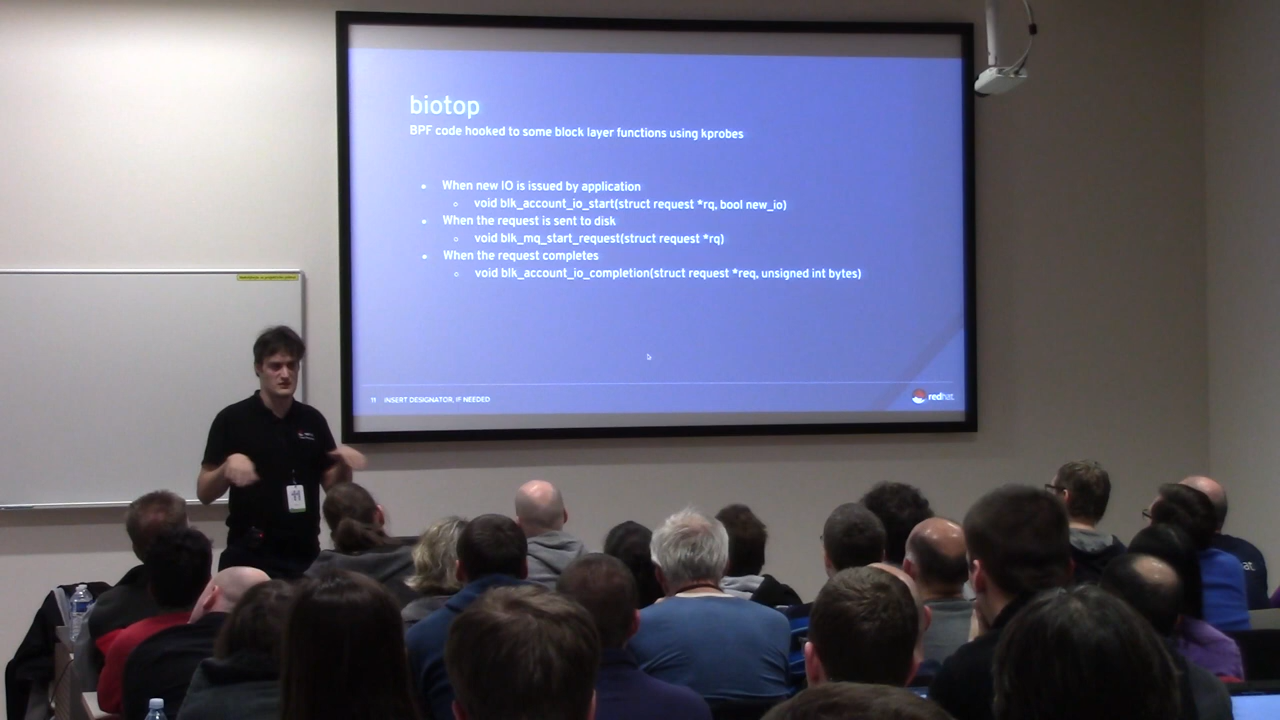 biotop
BPF code hooked to some block layer functions using kprobes
When new IO is issued by application
void blk_account_io_start(struct request *rq, bool new_io)
When the request is sent to disk
void blk_mq_start_request(struct request *rq)
When the request completes
void blk_account_io_completion(struct request *req, unsigned int bytes)
11 INSERT DESIGNATOR, IF NEEDED
redhat.